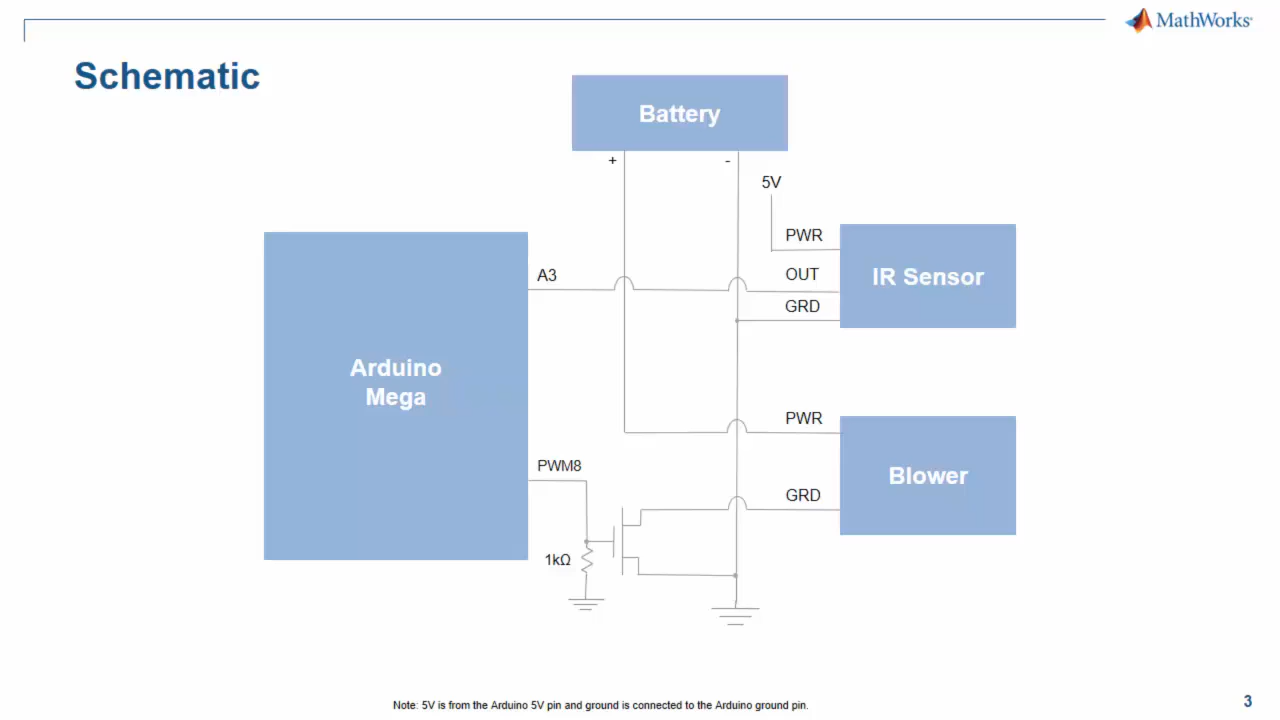 MathWorks
Schematic
Battery
+ -
5V
PWR
A3
OUT
IR Sensor
GRD
Arduino
Mega
PWR
PWM8
Blower
GRD
1kΩ
Note: 5V is from the Arduino 5V pin and ground is connected to the Arduino ground pin.
3